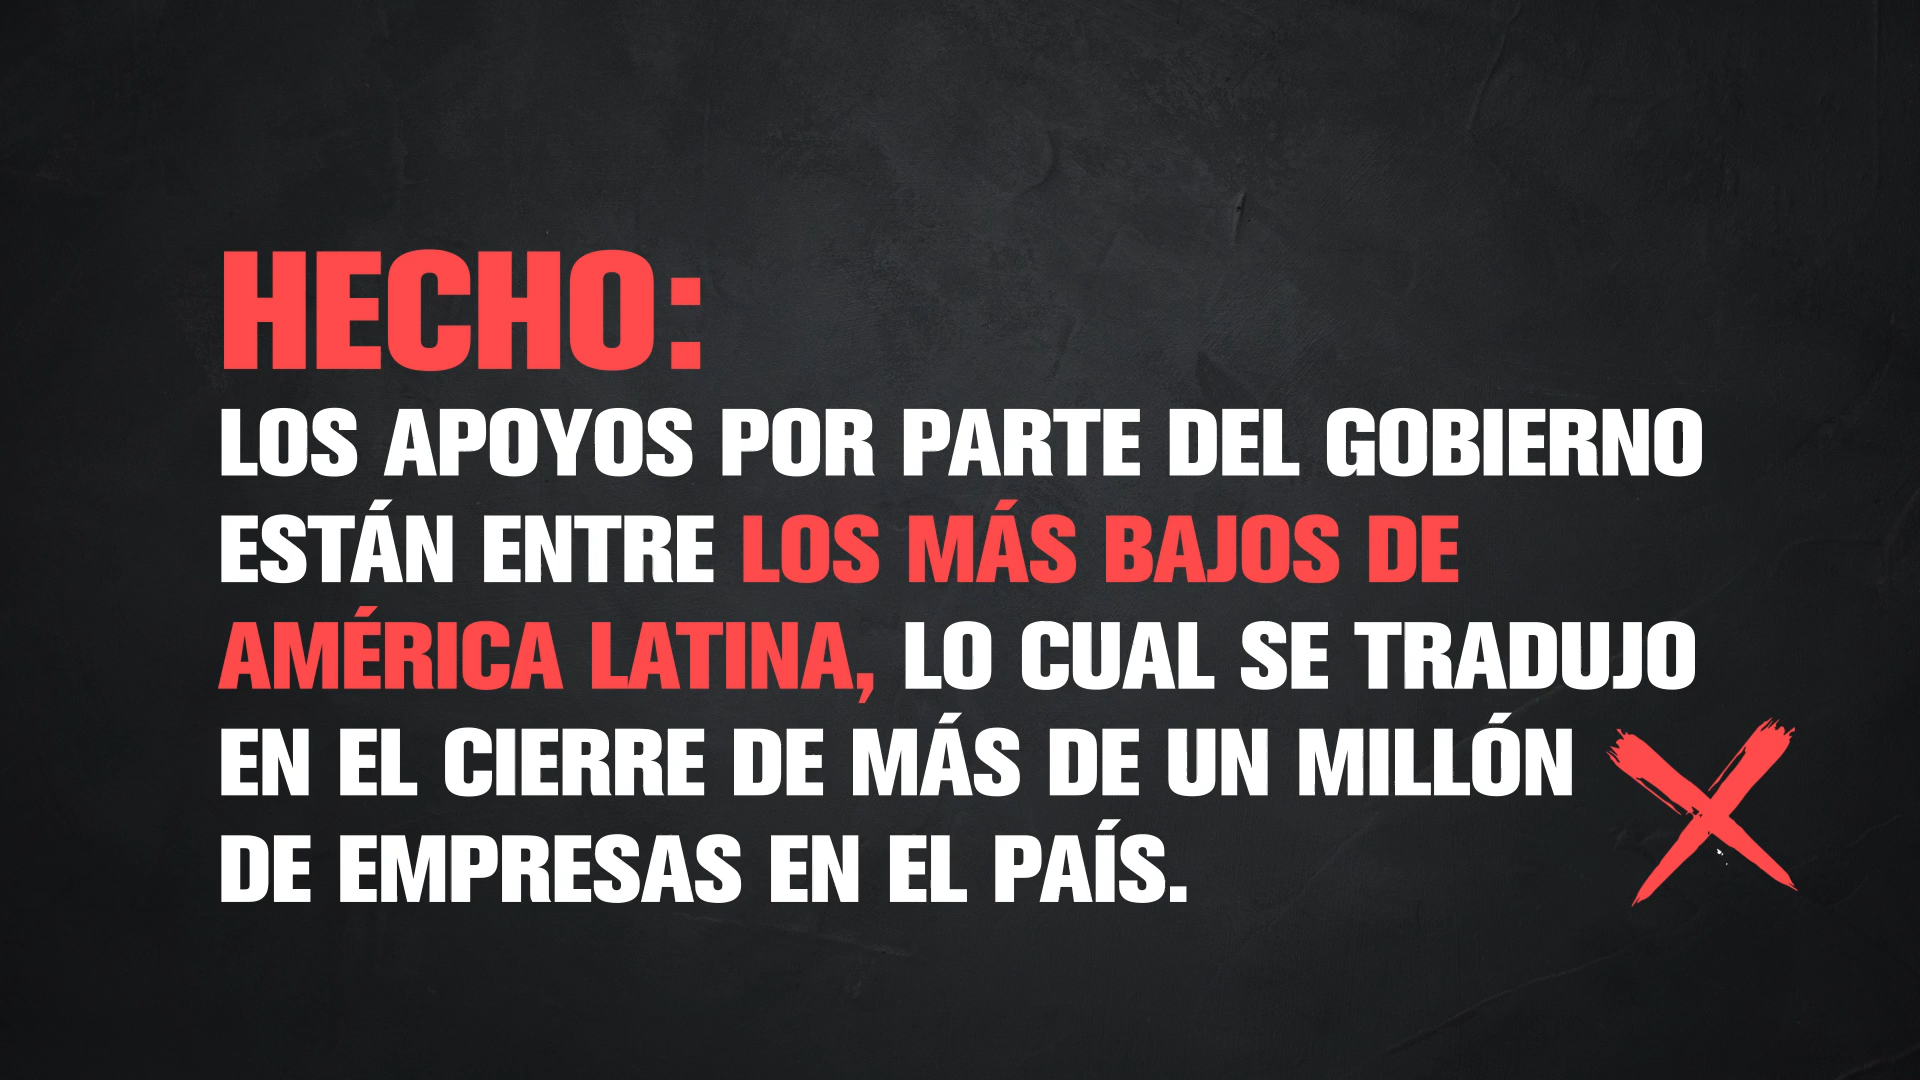 HECHO:
LOS APOYOS POR PARTE DEL GOBIERNO
ESTÁN ENTRE LOS MÁS BAJOS DE
AMÉRICA LATINA, LO CUAL SE TRADUJO
EN EL CIERRE DE MÁS DE UN MILLÓN
DE EMPRESAS EN EL PAÍS.